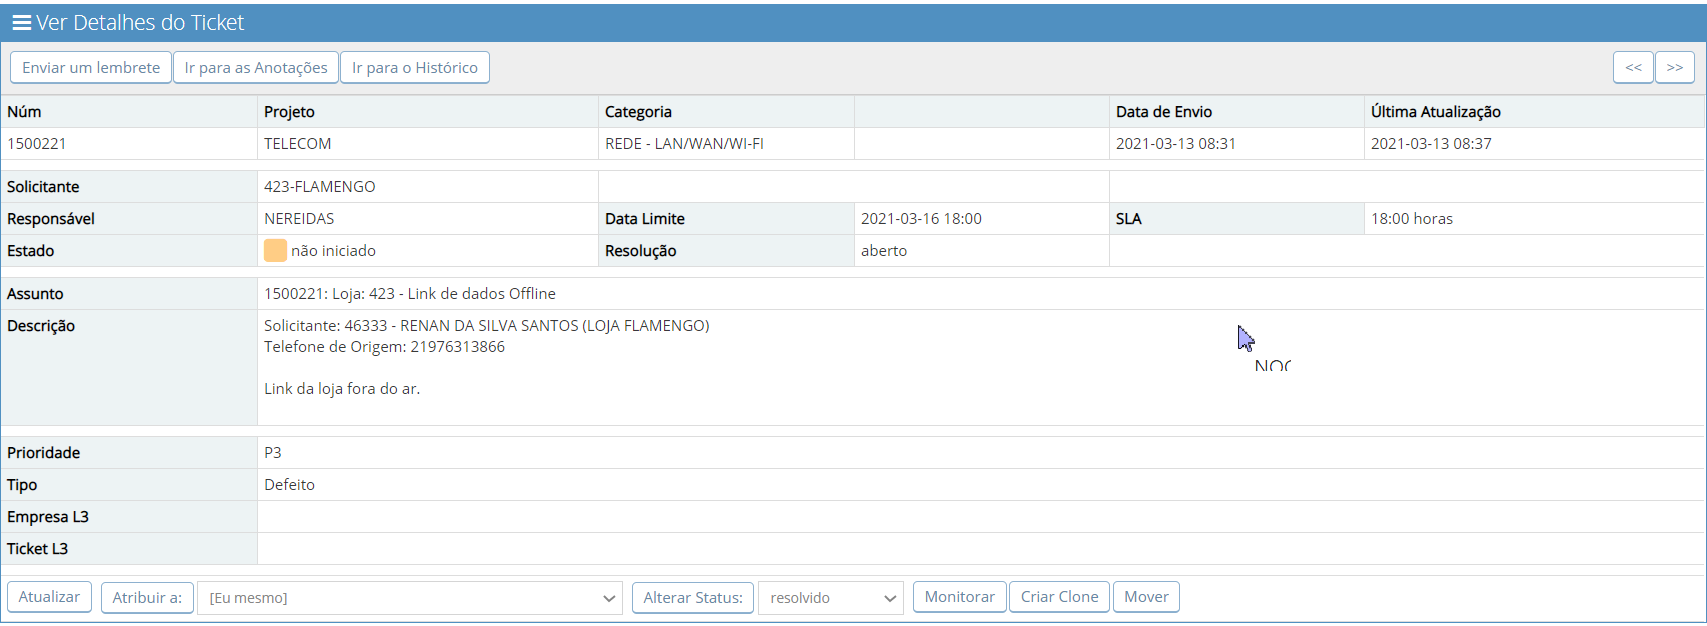 Ver Detalhes do Ticket
Enviar um lembrete Ir para as Anotações Ir para o Histórico << >>
Núm Projeto Categoria Data de Envio Última Atualização
1500221 TELECOM REDE - LAN/WAN/WI-FI 2021-03-13 08:31 2021-03-13 08:37
Solicitante 423-FLAMENGO
Responsável NEREIDAS Data Limite 2021-03-16 18:00 SLA 18:00 horas
Estado não iniciado Resolução aberto
Assunto 1500221: Loja: 423 - Link de dados Offline
Descrição Solicitante: 46333 - RENAN DA SILVA SANTOS (LOJA FLAMENGO)
Telefone de Origem: 21976313866
Link da loja fora do ar.
Prioridade P3
Tipo Defeito
Empresa L3
Ticket L3
Atualizar Atribuir a: [Eu mesmo] Alterar Status: resolvido Monitorar Criar Clone Mover